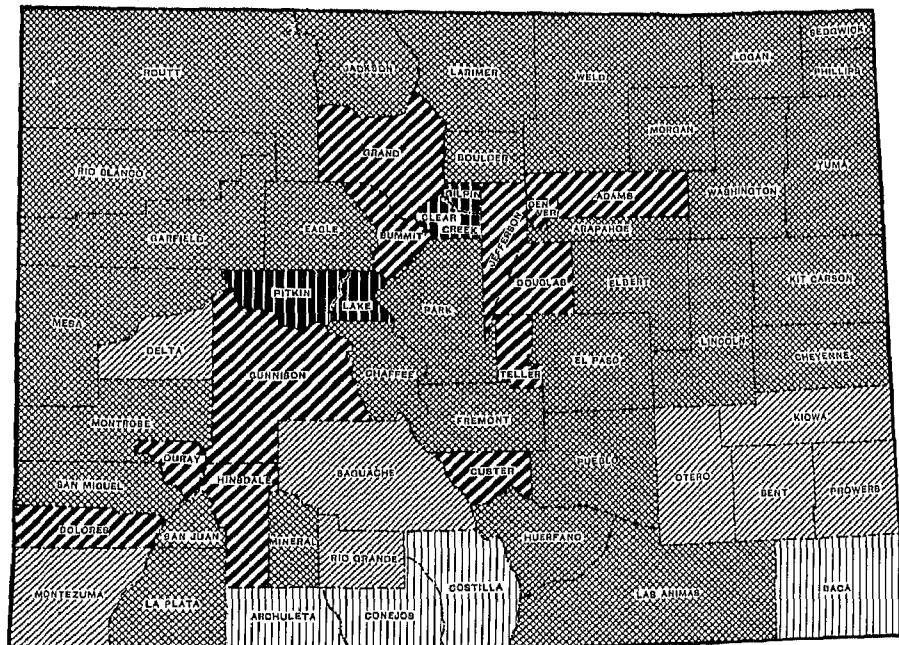 SEDGWICK
LOGAN
ROUTT
JACKSON
LARIMER
WELD
PHILLIPS
MORGAN
GRAND
BOULDER
YUMA
RIO BLANCO
GILPIN
ADAMS
WASHINGTON
DEN
VER
CLEAR
CREEK
ARAPAHOE
EAGLE
SUMMIT
GARFIELD
JEFFERSON
KIT CARSON
DOUGLAS
ELBERT
PITKIN
LAKE
PARK
MESA
LINCOLN
DELTA
CHEYENNE
EL PASO
GUNNISON
TELLER
CHAFFEE
KIOWA
FREMONT
MONTROSE
OURAY
PUEBLO
SAGUACHE
CUSTER
OTERO
HINSDALE
SAN MIGUEL
BENT
PROWERS
DOLORES
SAN JUAN
HUERFANO
MINERAL
RIO GRANDE
COSTILLA
BACA
MONTEZUMA
LAS ANIMAS
LA PLATA
ARCHULETA
CONEJOS